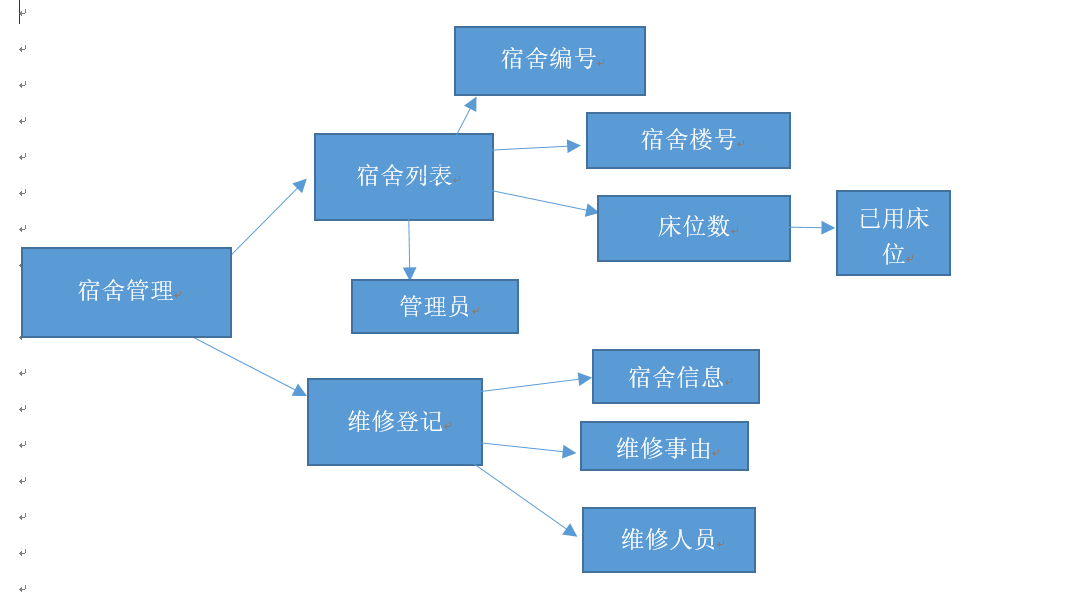 宿舍编号
宿舍楼号
宿舍列表
床位数
已用床
位
宿舍管理
管理员
宿舍信息
维修登记
维修事由
维修人员